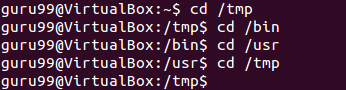 guru99@VirtualBox:~$ cd /tmp
guru99@VirtualBox:/tmp$ cd /bin
guru99@VirtualBox:/bin$ cd /usr
guru99@VirtualBox:/usr$ cd /tmp
guru99@VirtualBox:/tmp$